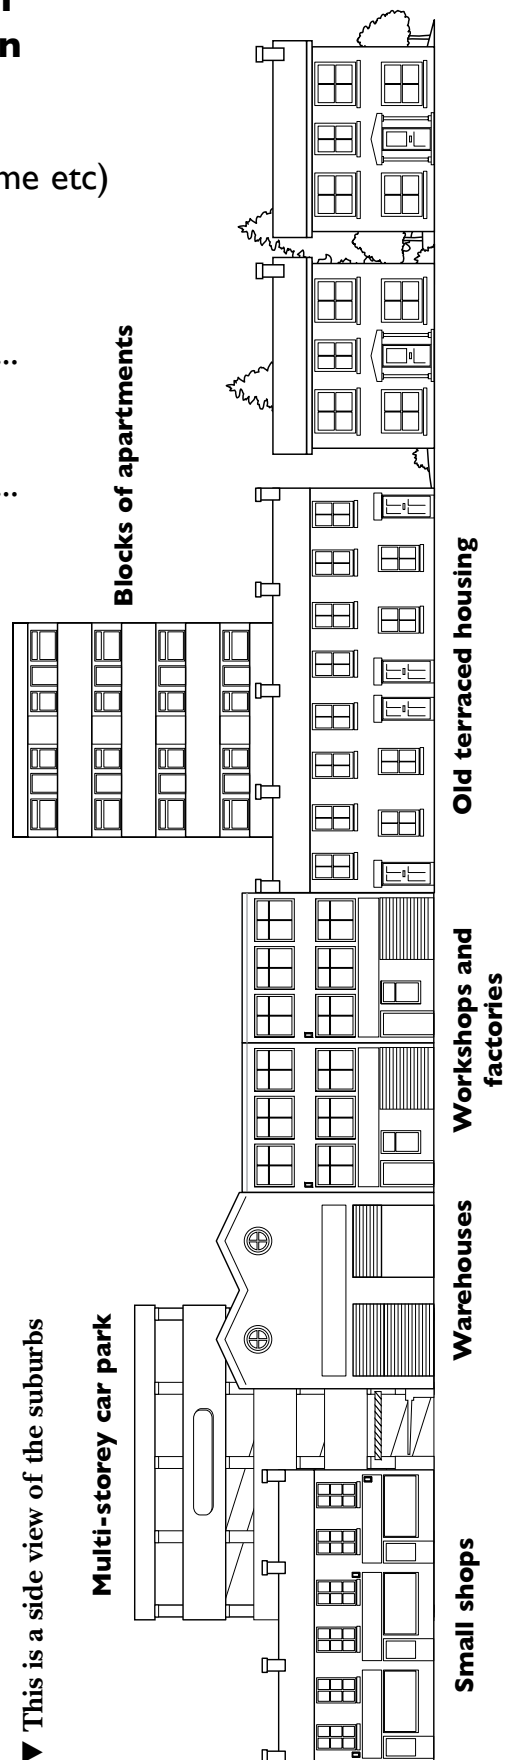 n
me etc)
...
...
▼ This is a side view of the suburbs
Multi-storey car park
Blocks of apartments
Small shops
Warehouses
Workshops and
factories
Old terraced housing